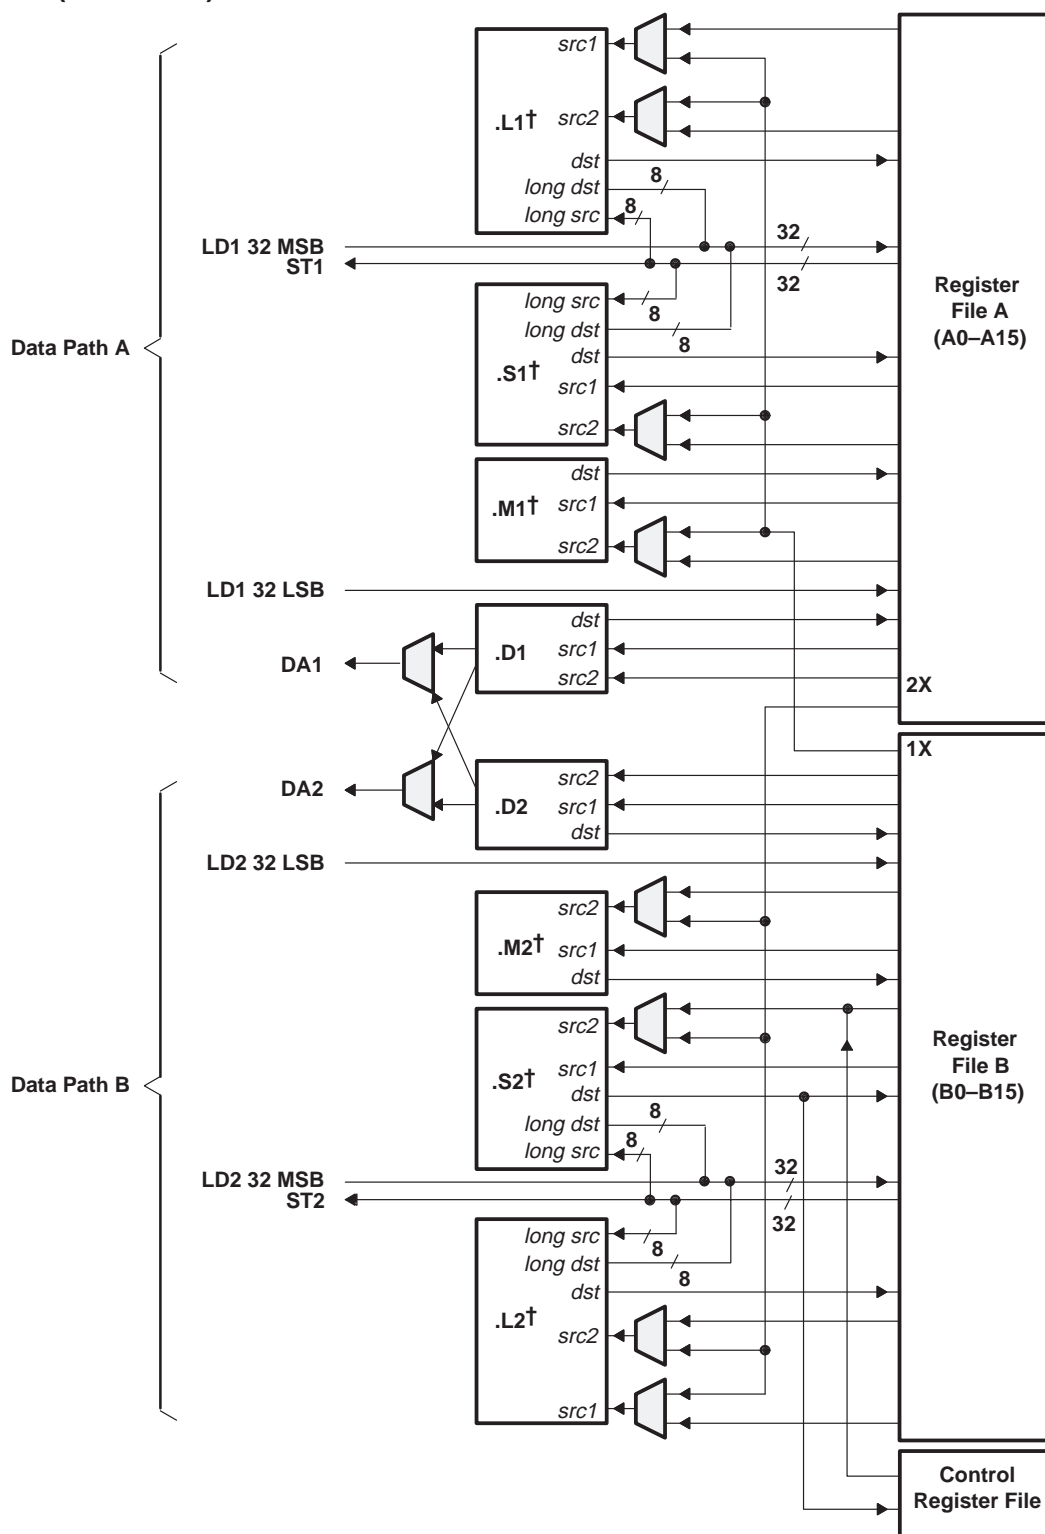 src1
.L1† src2
dst
8
long dst
8
long src
LD1 32 MSB
32
ST1
32
Register
File A
(A0–A15)
long src
8
long dst
8
dst
.S1†
src1
src2
Data Path A
dst
.M1† src1
src2
LD1 32 LSB
dst
.D1 src1
src2
DA1
2X
1X
DA2
src2
.D2 src1
dst
LD2 32 LSB
src2
.M2† src1
dst
src2
.S2† src1
dst
8
long dst
8
long src
Register
File B
(B0–B15)
Data Path B
LD2 32 MSB
32
ST2
32
long src
8
long dst
8
dst
.L2†
src2
src1
Control
Register File